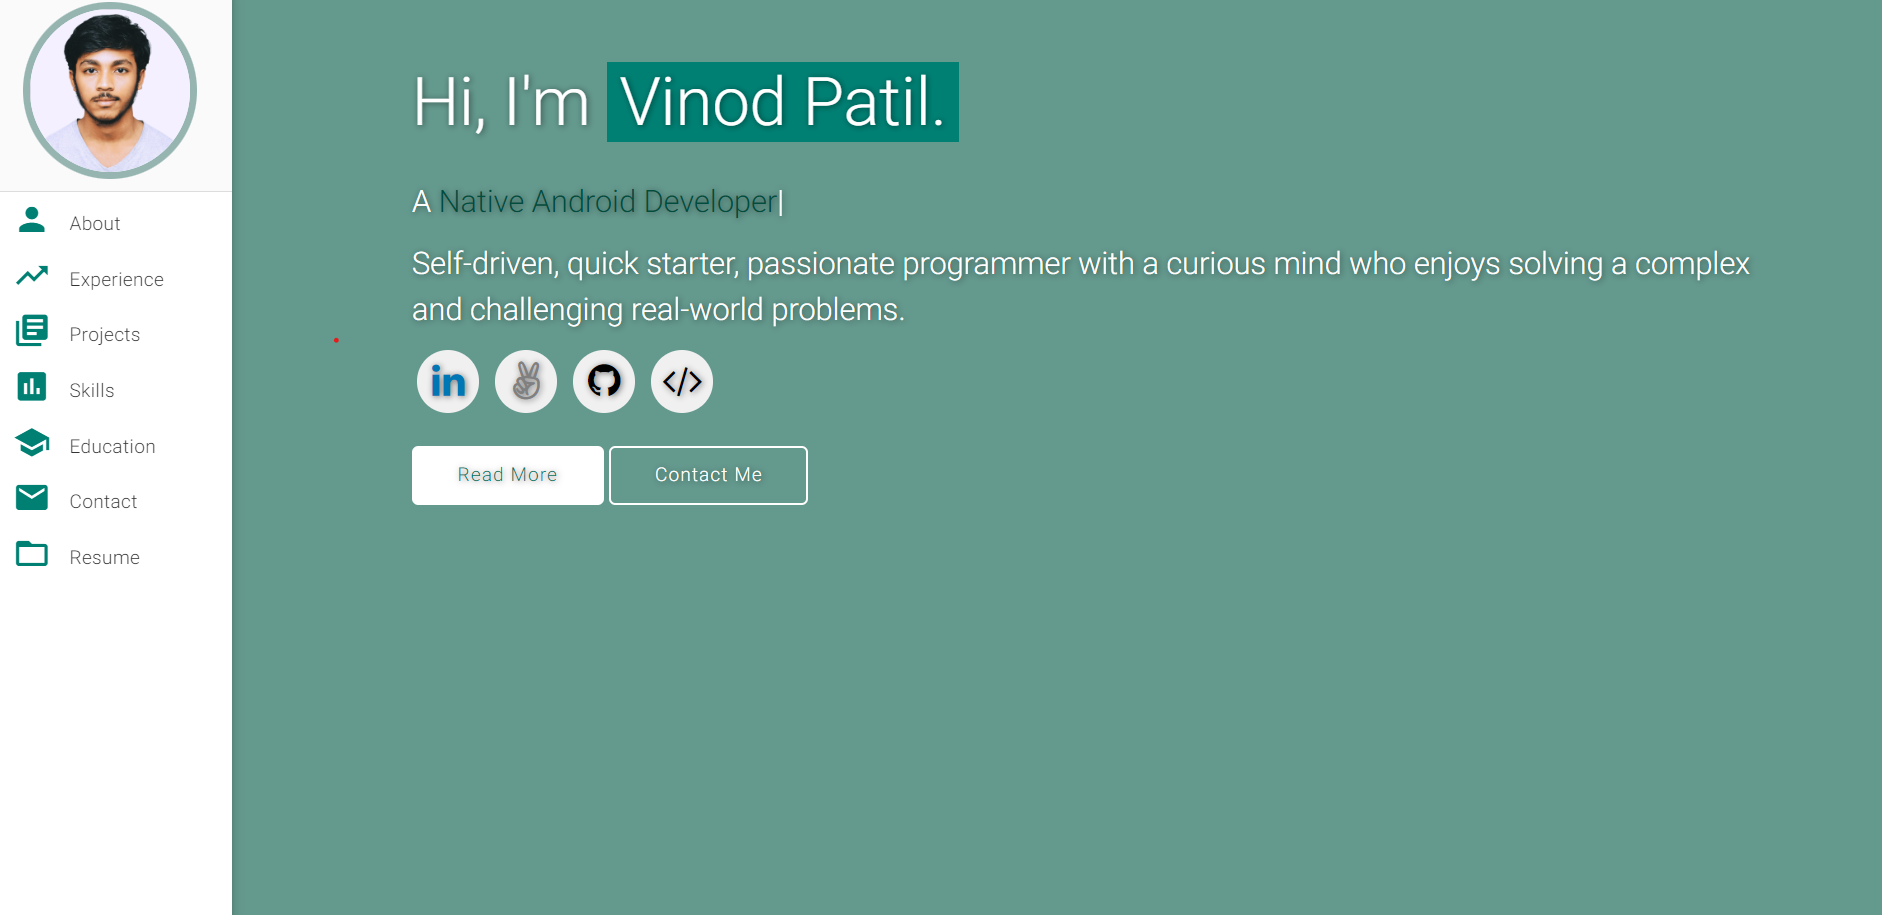 About
Experience
Projects
Skills
Education
Contact
Resume
Hi, I'm Vinod Patil.
A Native Android Developer|
Self-driven, quick starter, passionate programmer with a curious mind who enjoys solving a complex
and challenging real-world problems.
in
</>
Read More
Contact Me